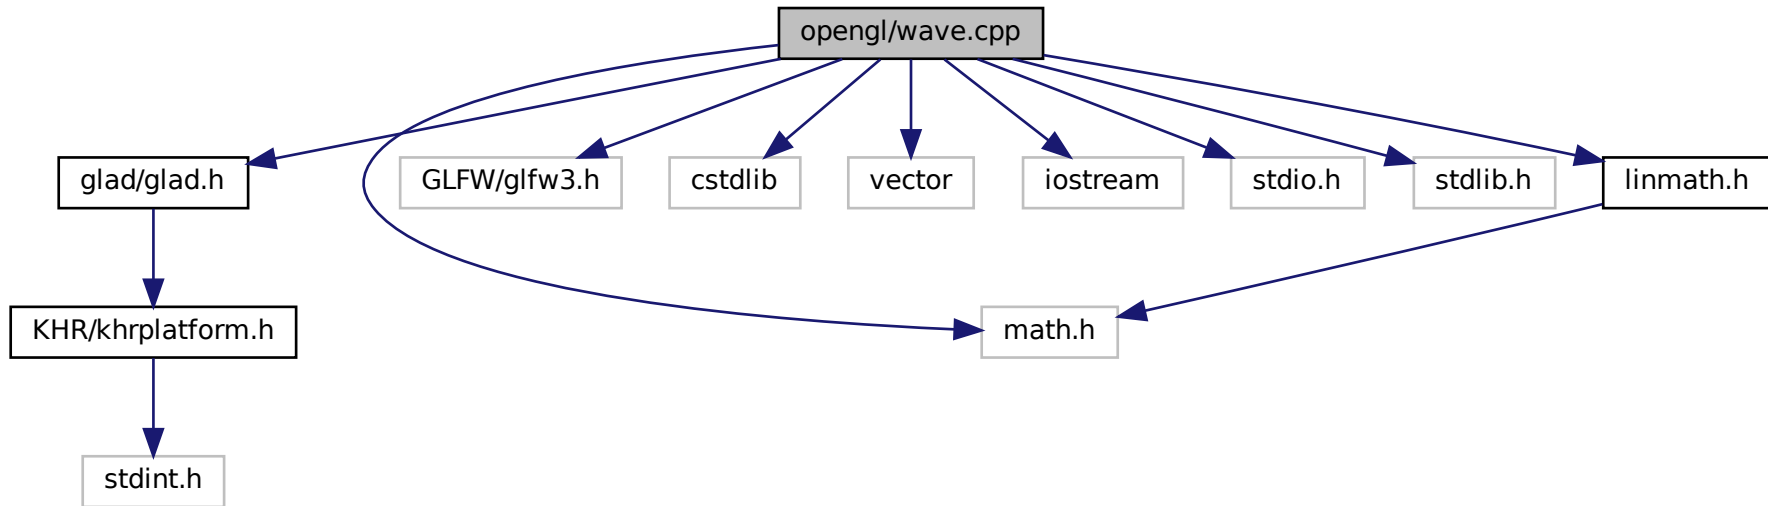 opengl/wave.cpp
glad/glad.h
GLFW/glfw3.h
cstdlib
vector
iostream
stdio.h
stdlib.h
linmath.h
KHR/khrplatform.h
math.h
stdint.h